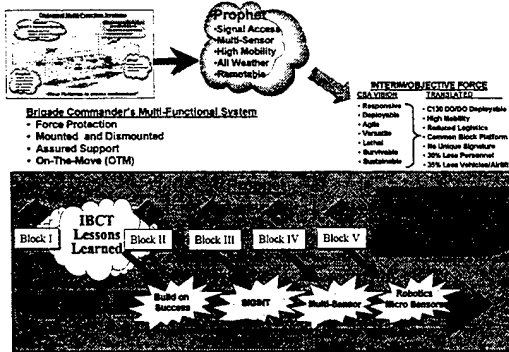 Prophet
•Signal Access
•Multi-Sensor
•High Mobility
•All Weather
•Remotable
Brigade Commander's Multi-Functional System
• Force Protection
• Mounted and Dismounted
• Assured Support
• On-The-Move (OTM)
INTERIM/OBJECTIVE FORCE
CSA VISION
• Responsive
• Deployable
• Agile
• Versatile
• Lethal
• Survivable
• Sustainable
TRANSLATED
• C130 DO/DO Deployable
• High Mobility
• Reduced Logistics
• Common Block Platform
• No Unique Signature
• 30% Less Personnel
• 35% Less Vehicles/Airlift
Block I
IBCT
Lessons
Learned
Block II
Block III
Block IV
Block V
Build on
Success
SIGINT
Multi-Sensor
Robotics
Micro Sensors